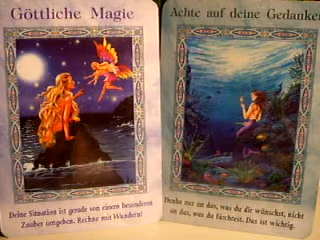 Göttliche Magie
Deine Situation ist gerade von einem besonderen
Zauber umgeben. Rechne mit Wundern!
Achte auf deine Gedanken
Denke nur an das, was du dir wünschst, nicht
an das, was du fürchtest. Das ist wichtig.